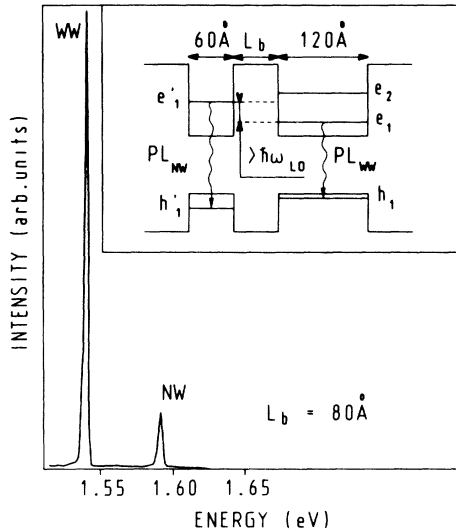 WW
60Å L_b 120Å
e'_1
e_2
e_1
PL_NW
>ℏω_LO
PL_WW
h'_1
h_1
INTENSITY (arb.units)
NW
L_b = 80Å
1.55 1.60 1.65
ENERGY (eV)